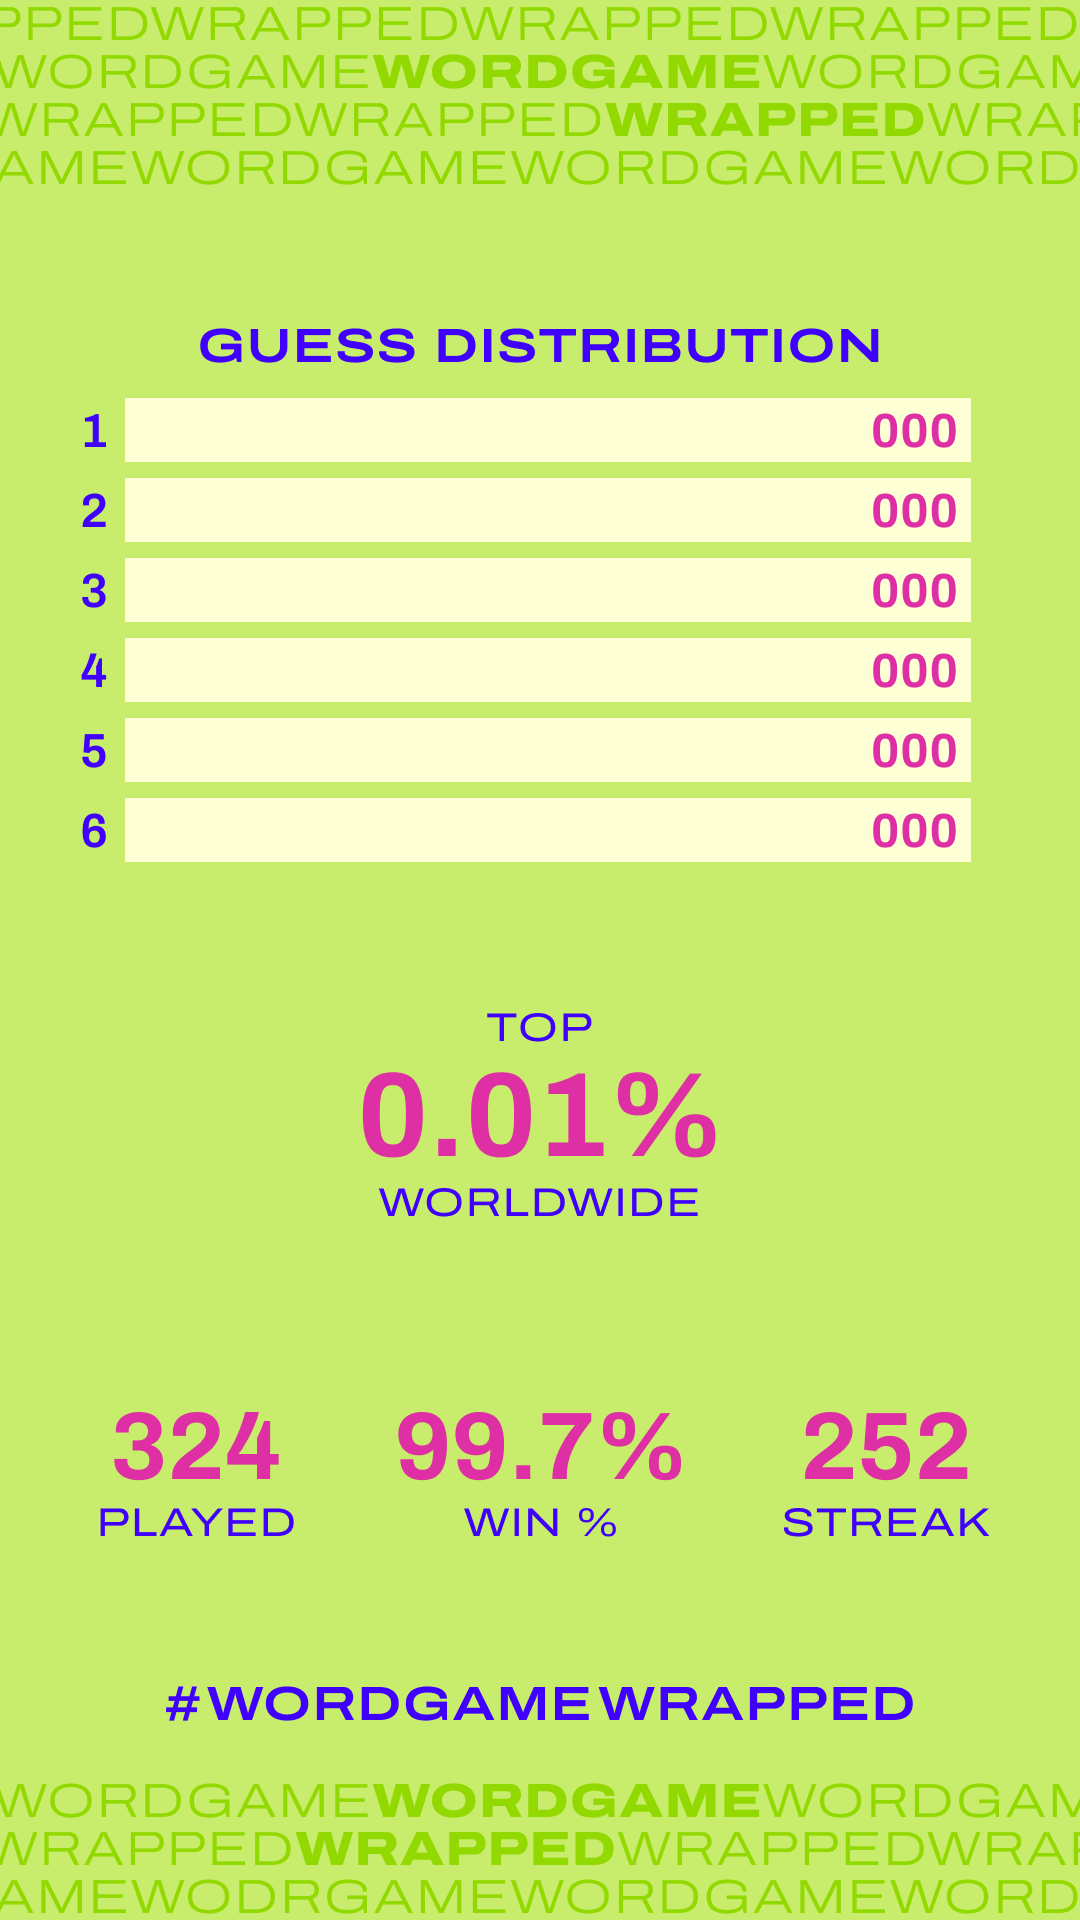 PPEDWRAPPEDWRAPPEDWRAPPED
WORDGAMEWORDGAMEWORDGAM
WRAPPEDWRAPPEDWRAPPEDWRAP
AMEWORDGAMEWORDGAMEWORD
GUESS DISTRIBUTION
1 000
2 000
3 000
4 000
5 000
6 000
TOP
0.01%
WORLDWIDE
324 99.7% 252
PLAYED WIN % STREAK
#WORDGAMEWRAPPED
WORDGAMEWORDGAMEWORDGAM
WRAPPEDWRAPPEDWRAPPEDWRAP
AMEWODRGAMEWORDGAMEWORD